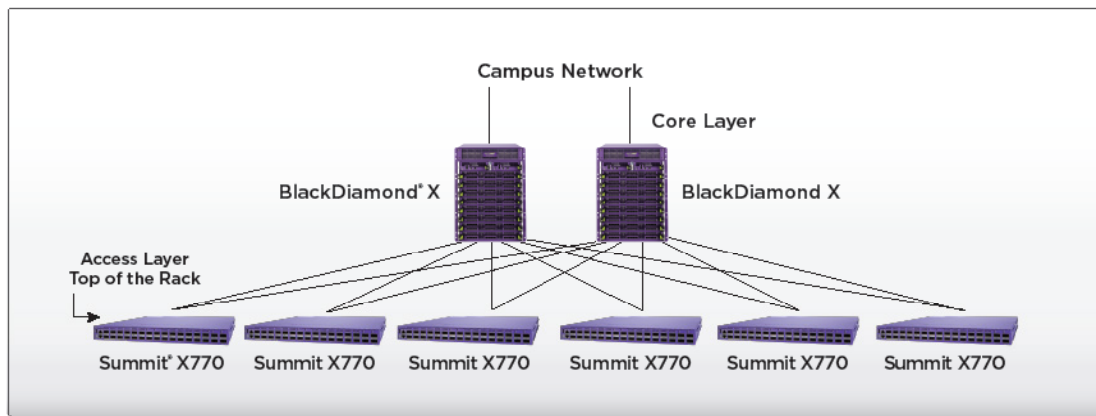 Campus Network
Core Layer
BlackDiamond® X
BlackDiamond X
Access Layer
Top of the Rack
Summit® X770
Summit X770
Summit X770
Summit X770
Summit X770
Summit X770